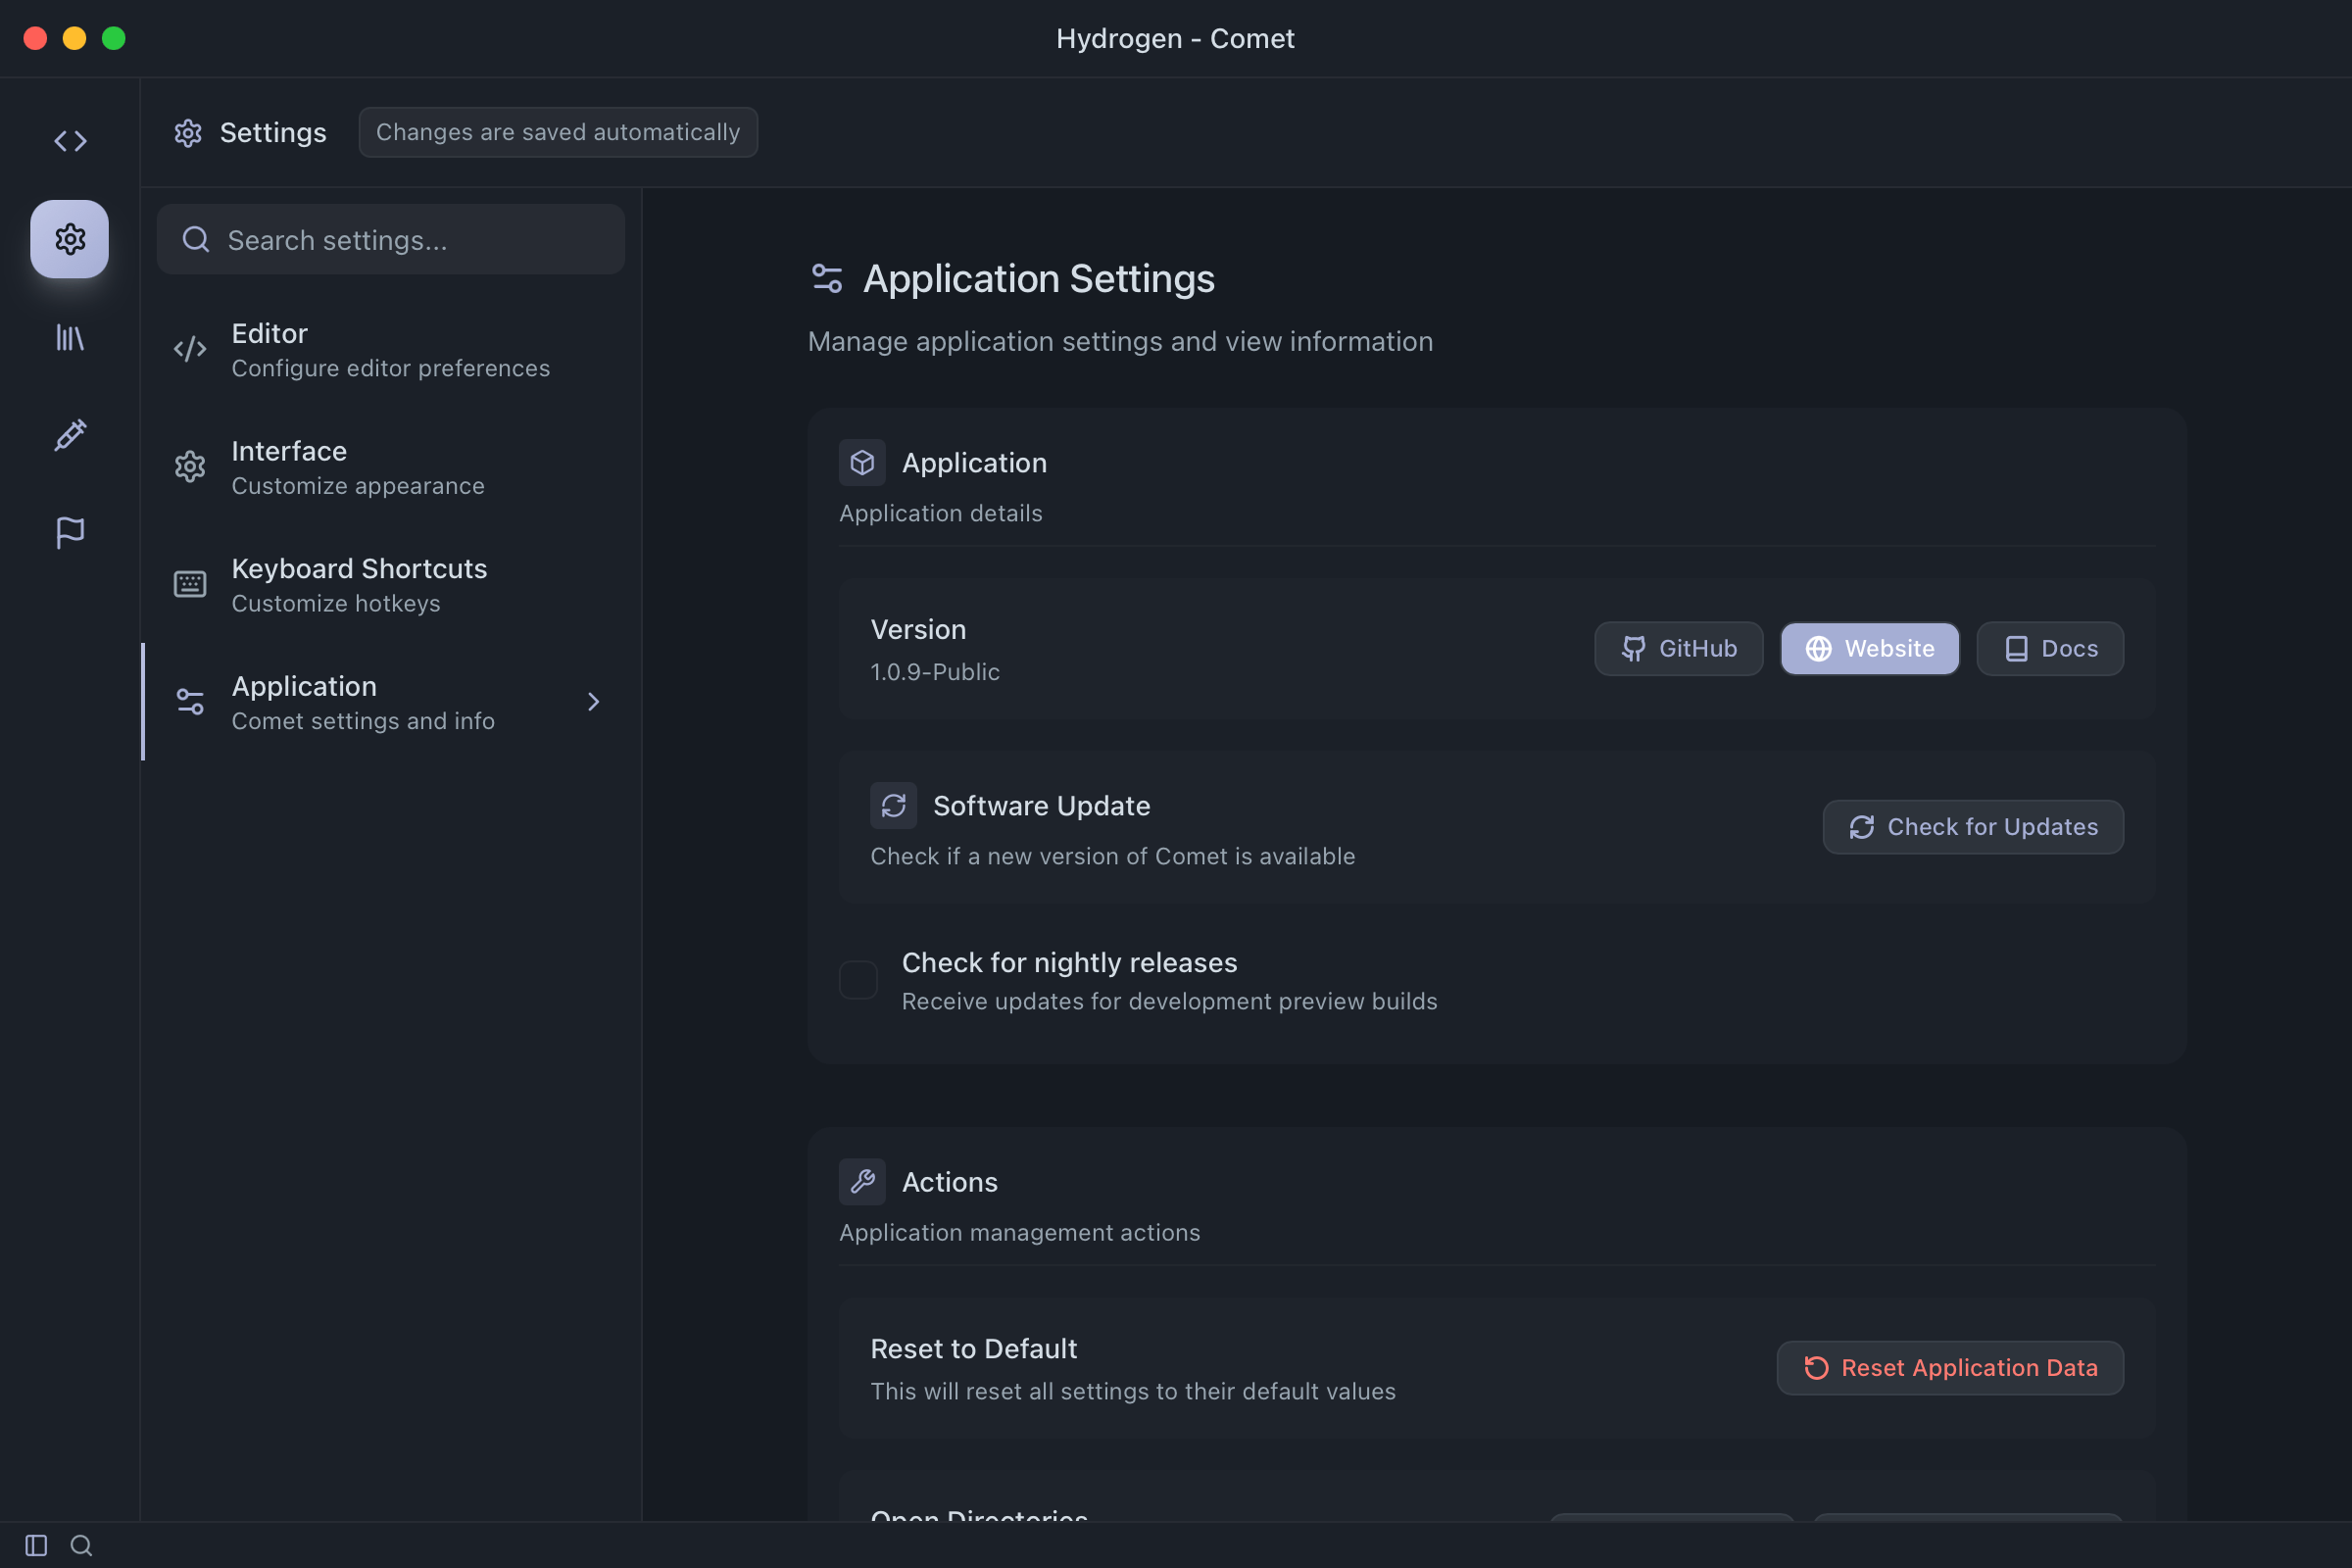 Hydrogen - Comet
Settings
Changes are saved automatically
Search settings...
Editor
Configure editor preferences
Interface
Customize appearance
Keyboard Shortcuts
Customize hotkeys
Application
Comet settings and info
Application Settings
Manage application settings and view information
Application
Application details
Version
1.0.9-Public
GitHub
Website
Docs
Software Update
Check if a new version of Comet is available
Check for Updates
Check for nightly releases
Receive updates for development preview builds
Actions
Application management actions
Reset to Default
This will reset all settings to their default values
Reset Application Data
Open Directories